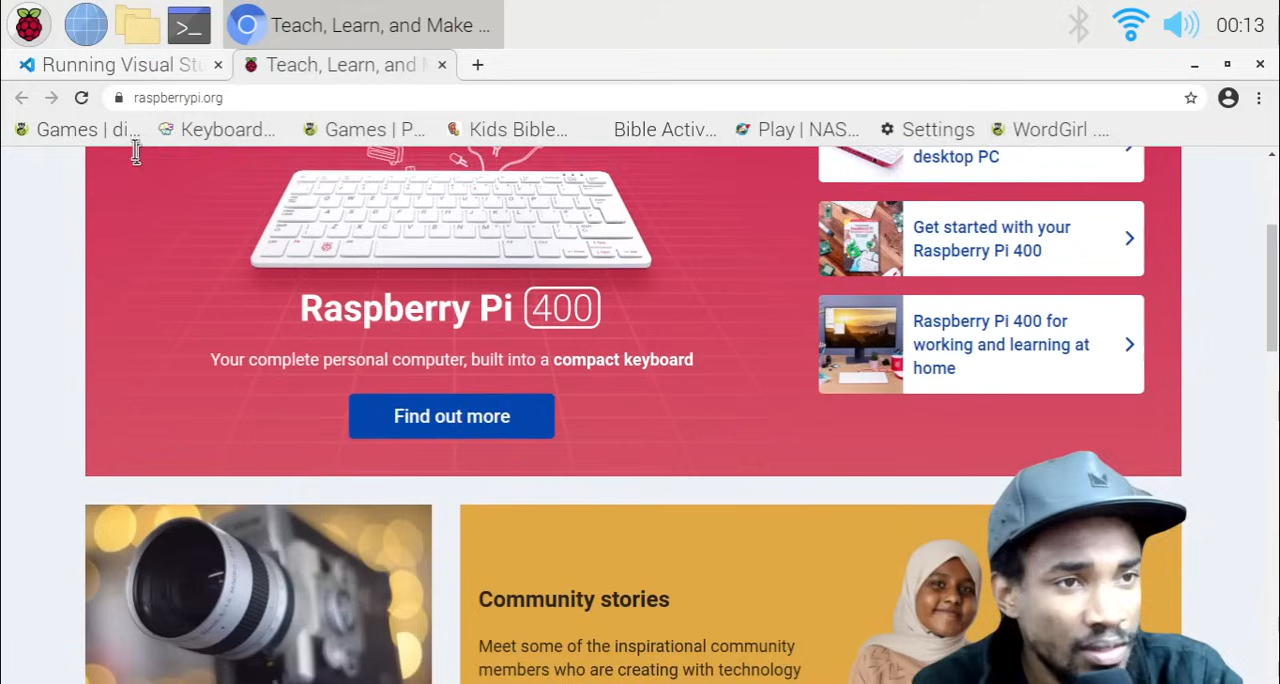 Teach, Learn, and Make ...
00:13
Running Visual Stu
Teach, Learn, and M
raspberrypi.org
Games | di...
Keyboard...
Games | P...
Kids Bible...
Bible Activ...
Play | NAS...
Settings
WordGirl ....
desktop PC
Get started with your
Raspberry Pi 400
Raspberry Pi 400 for
working and learning at
home
Raspberry Pi 400
Your complete personal computer, built into a compact keyboard
Find out more
Community stories
Meet some of the inspirational community
members who are creating with technology